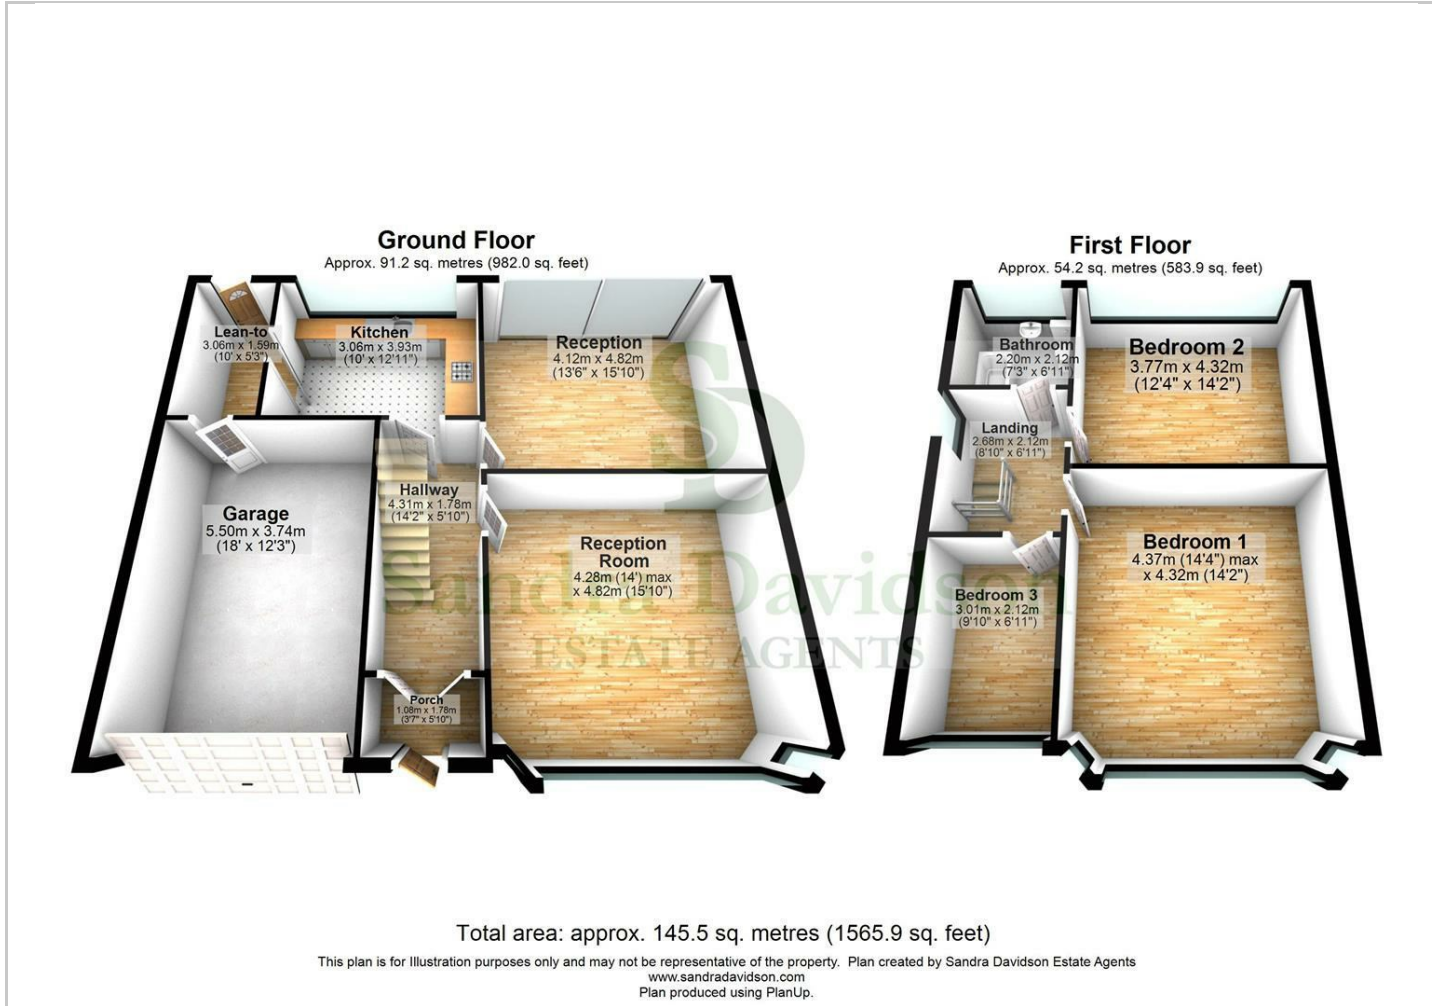 Ground Floor
Approx. 91.2 sq. metres (982.0 sq. feet)
Lean-to
3.06m x 1.59m
(10' x 5'3")
Kitchen
3.06m x 3.93m
(10' x 12'11")
Reception
4.12m x 4.82m
(13'6" x 15'10")
Garage
5.50m x 3.74m
(18' x 12'3")
Hallway
4.31m x 1.78m
(14'2" x 5'10")
Reception
Room
4.28m (14') max
x 4.82m (15'10")
Porch
1.08m x 1.78m
(3'7" x 5'10")
First Floor
Approx. 54.2 sq. metres (583.9 sq. feet)
Bathroom
2.20m x 2.12m
(7'3" x 6'11")
Bedroom 2
3.77m x 4.32m
(12'4" x 14'2")
Landing
2.68m x 2.12m
(8'10" x 6'11")
Bedroom 1
4.37m (14'4") max
x 4.32m (14'2")
Bedroom 3
3.01m x 2.12m
(9'10" x 6'11")
SD
Sandra Davidson
ESTATE AGENTS
Total area: approx. 145.5 sq. metres (1565.9 sq. feet)
This plan is for Illustration purposes only and may not be representative of the property.  Plan created by Sandra Davidson Estate Agents
www.sandradavidson.com
Plan produced using PlanUp.